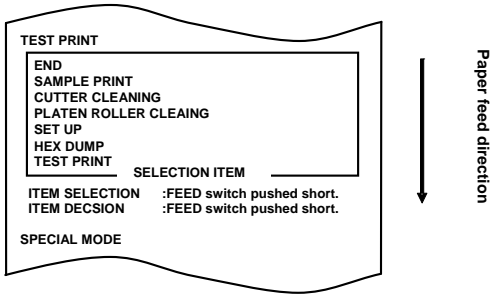 TEST PRINT
END
SAMPLE PRINT
CUTTER CLEANING
PLATEN ROLLER CLEAING
SET UP
HEX DUMP
TEST PRINT
SELECTION ITEM
ITEM SELECTION :FEED switch pushed short.
ITEM DECSION :FEED switch pushed short.
SPECIAL MODE
Paper feed direction